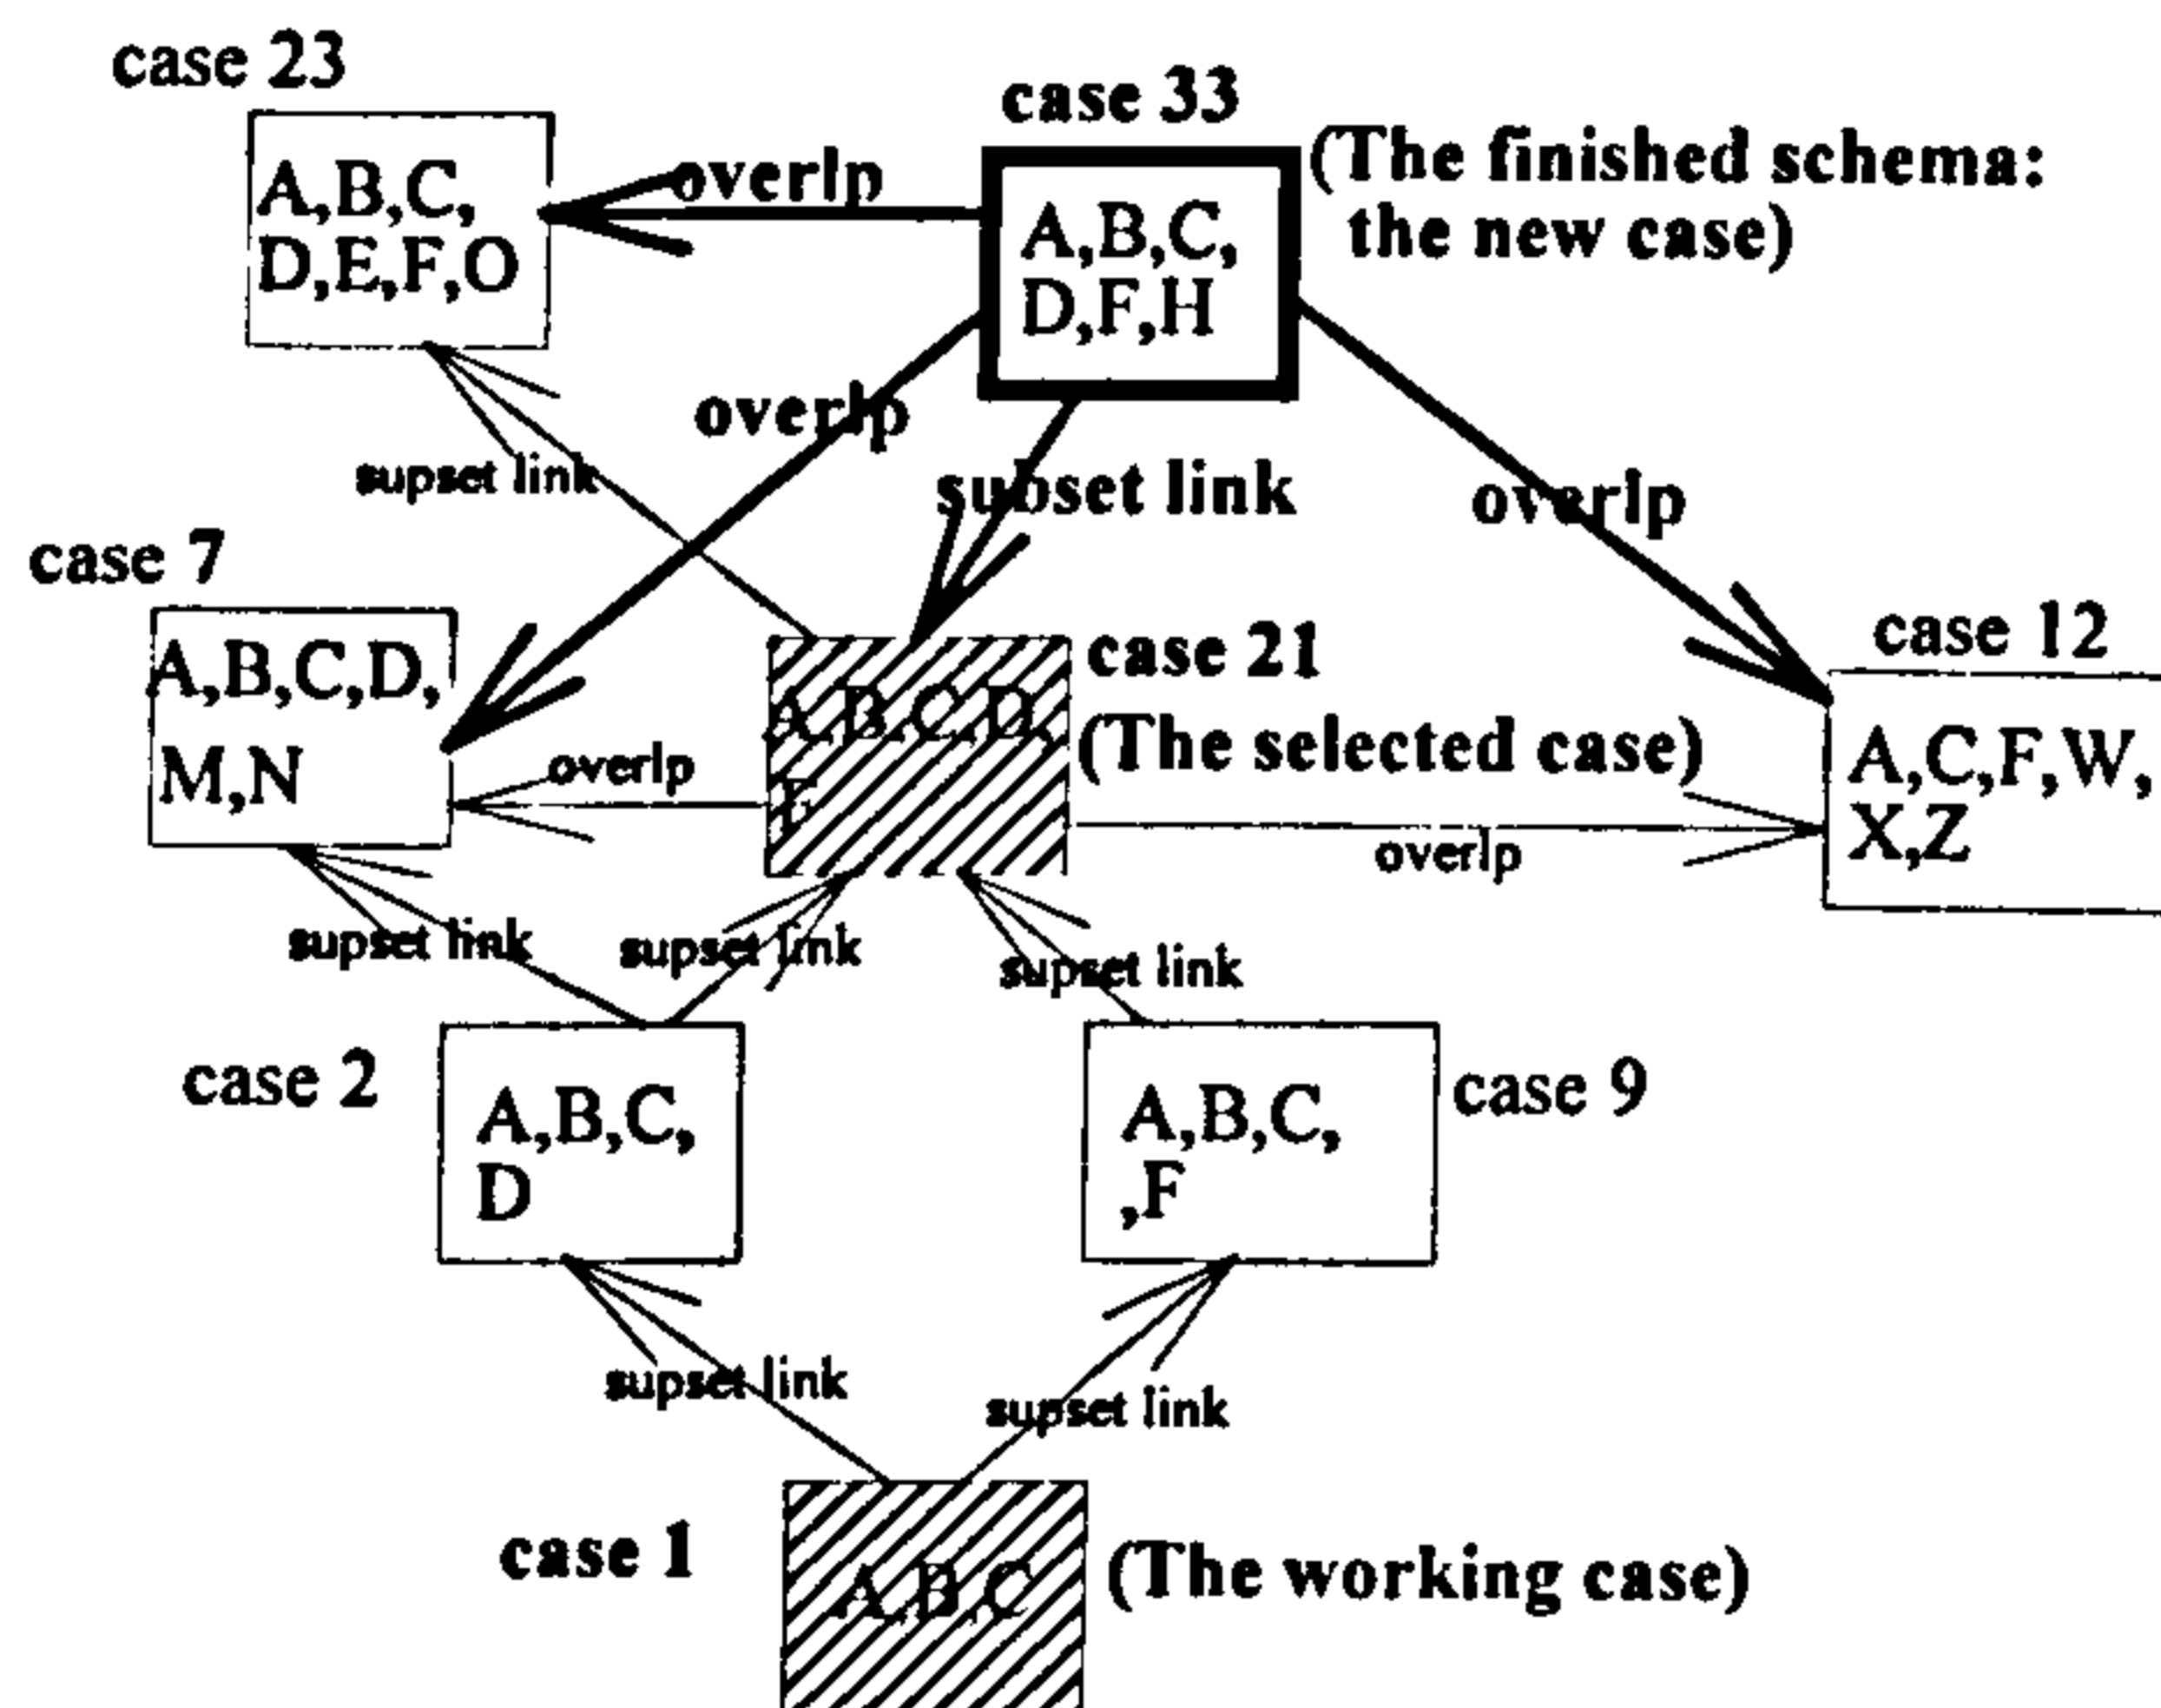 case 23
case 33
(The finished schema:
the new case)
overlp
A,B,C,
D,E,F,O
A,B,C,
D,F,H
overlp
supset link
subset link
overlp
case 7
case 21
case 12
A,B,C,D,
M,N
A,B,C,D,
F
(The selected case)
overlp
A,C,F,W,
X,Z
overlp
supset link
supset link
supset link
case 2
A,B,C,
D
A,B,C,
,F
case 9
supset link
supset link
case 1
A,B,C
(The working case)